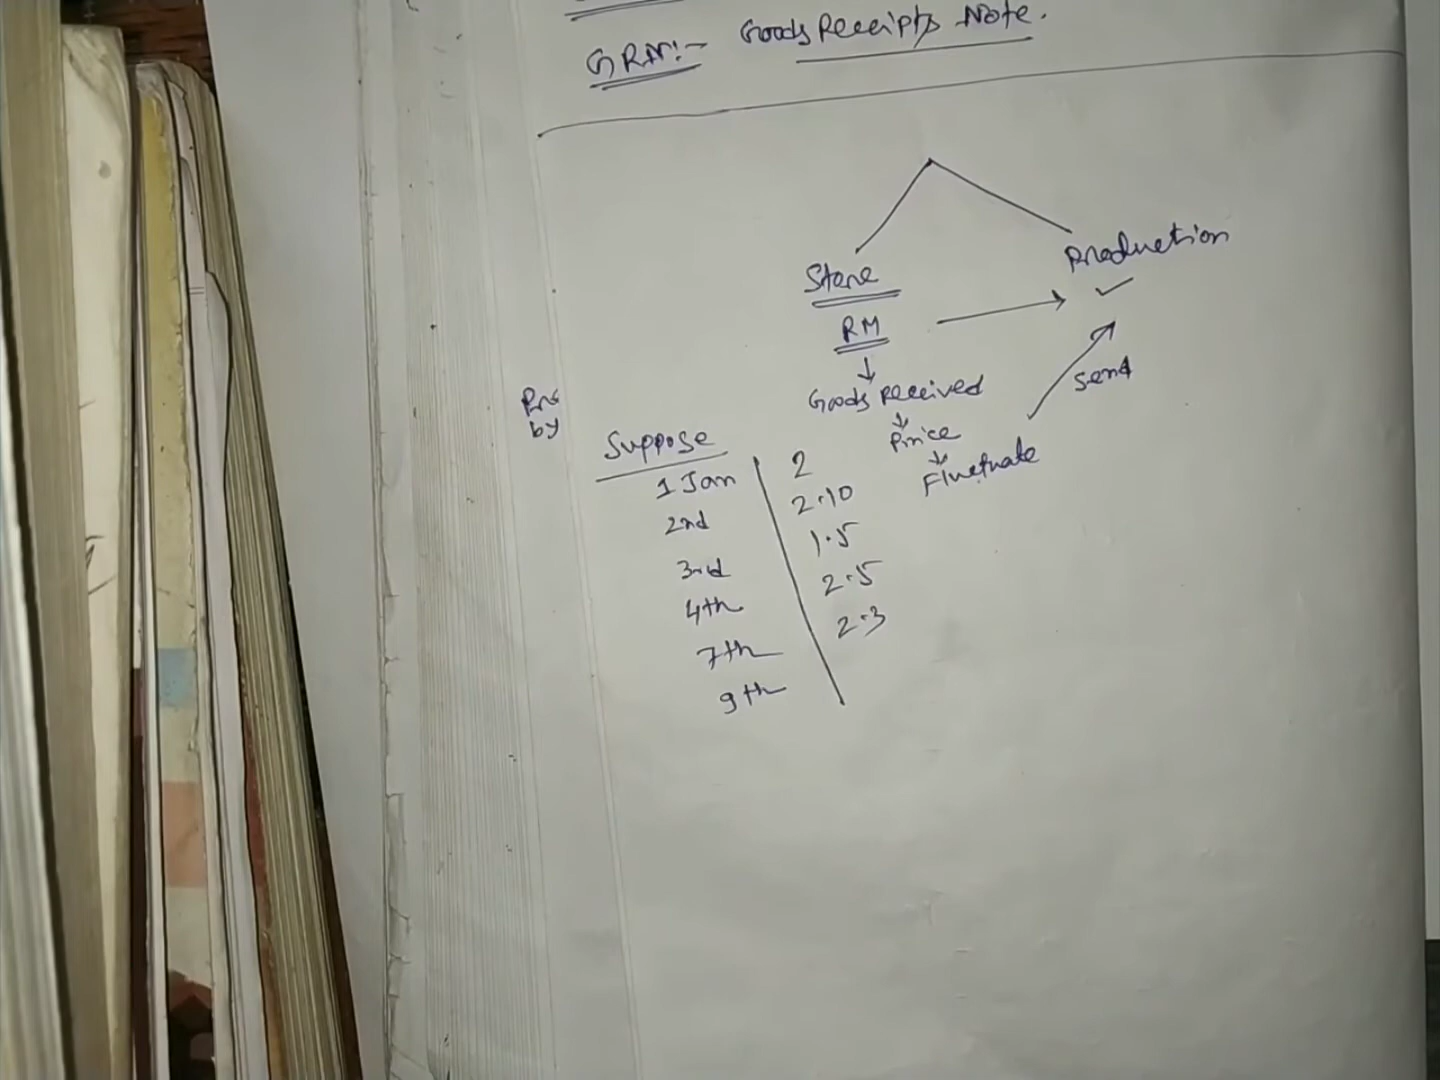 GRN:- Goods Receipts Note.
Store
Production
RM
Goods Received
Send
Price
Fluctuate
by
Suppose
1 Jan 2
2nd 2.10
3rd 1.5
4th 2.5
7th 2.3
9th